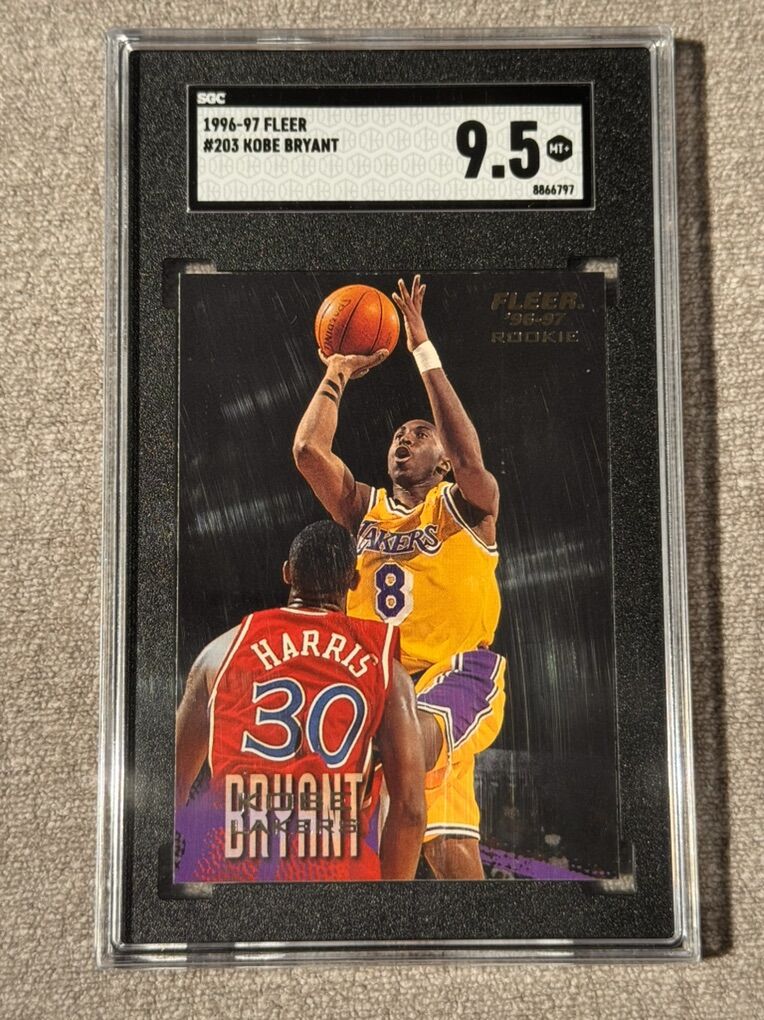 SGC
1996-97 FLEER
#203 KOBE BRYANT
9.5 MT+
8866797
FLEER
'96-97
ROOKIE
SPALDING
LAKERS
8
HARRIS
30
BRYANT
KOBE
LAKERS